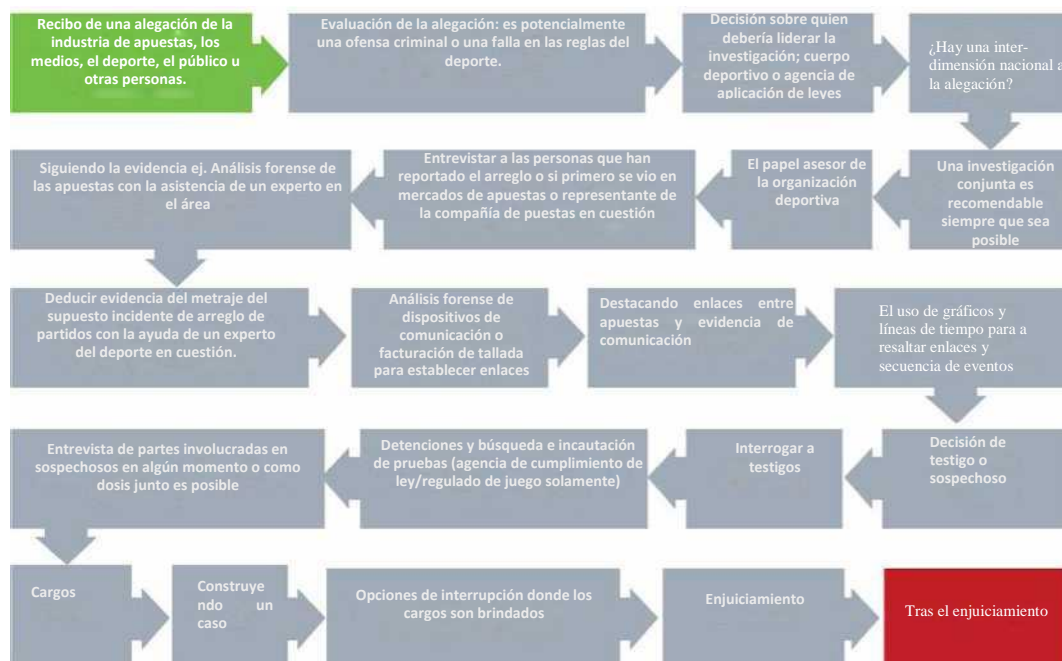 Recibo de una alegación de la
industria de apuestas, los
medios, el deporte, el público u
otras personas.
Evaluación de la alegación: es potencialmente
una ofensa criminal o una falla en las reglas del
deporte.
Decisión sobre quien
debería liderar la
investigación; cuerpo
deportivo o agencia de
aplicación de leyes
¿Hay una inter-
dimensión nacional a
la alegación?
Una investigación
conjunta es
recomendable
siempre que sea
posible
El papel asesor de
la organización
deportiva
Entrevistar a las personas que han
reportado el arreglo o si primero se vio en
mercados de apuestas o representante de
la compañía de puestas en cuestión
Siguiendo la evidencia ej. Análisis forense de
las apuestas con la asistencia de un experto en
el área
Deducir evidencia del metraje del
supuesto incidente de arreglo de
partidos con la ayuda de un experto
del deporte en cuestión.
Análisis forense de
dispositivos de
comunicación o
facturación de tallada
para establecer enlaces
Destacando enlaces entre
apuestas y evidencia de
comunicación
El uso de gráficos y
líneas de tiempo para a
resaltar enlaces y
secuencia de eventos
Decisión de
testigo o
sospechoso
Interrogar a
testigos
Detenciones y búsqueda e incautación
de pruebas (agencia de cumplimiento de
ley/regulado de juego solamente)
Entrevista de partes involucradas en
sospechosos en algún momento o como
dosis junto es posible
Cargos
Construye
ndo un
caso
Opciones de interrupción donde los
cargos son brindados
Enjuiciamiento
Tras el enjuiciamiento